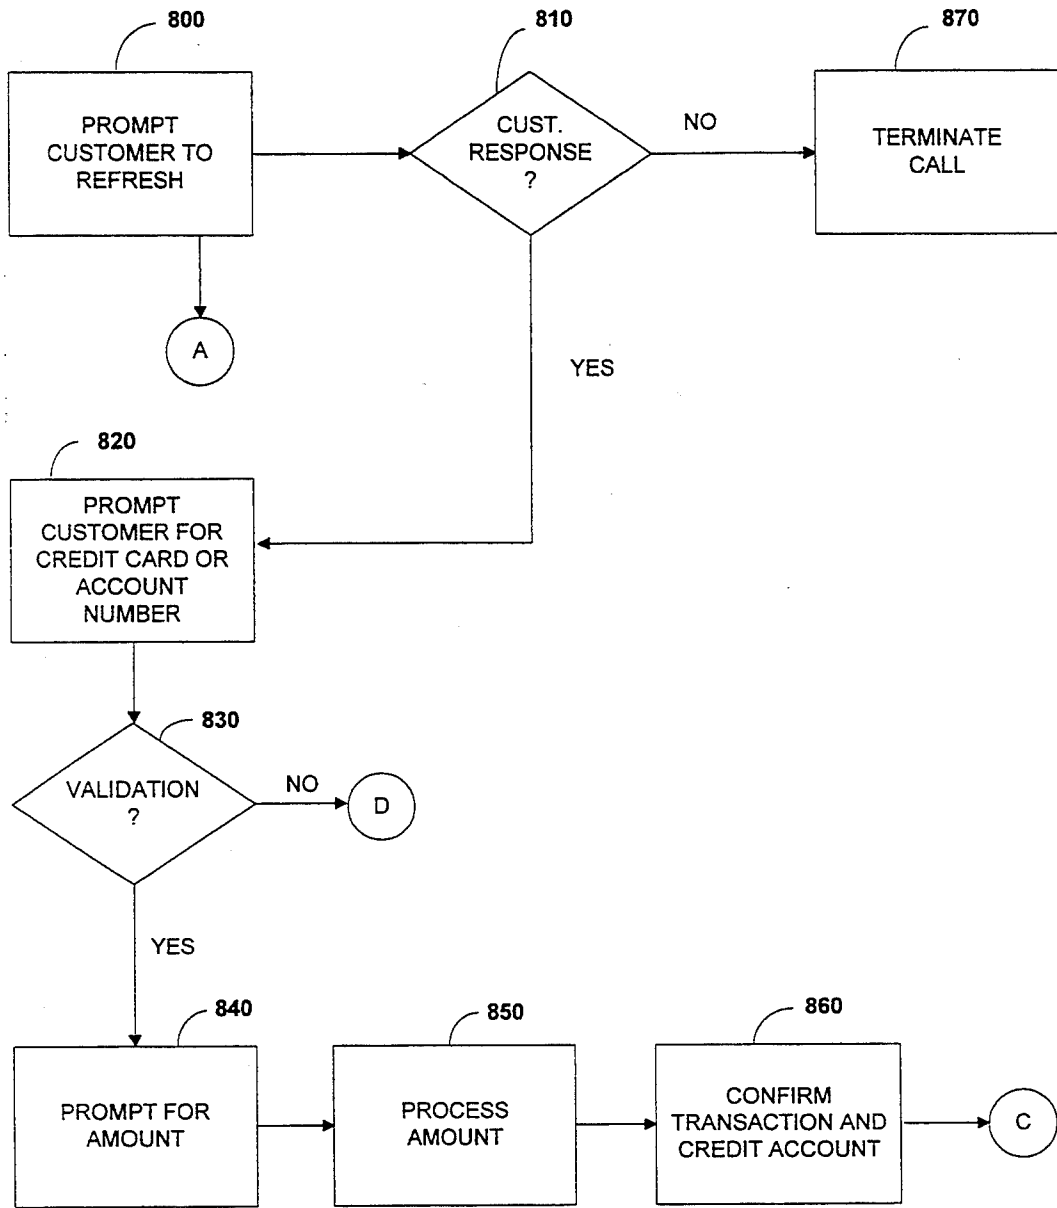 800
810
870
PROMPT
CUSTOMER TO
REFRESH
CUST.
RESPONSE
?
NO
TERMINATE
CALL
A
YES
820
PROMPT
CUSTOMER FOR
CREDIT CARD OR
ACCOUNT
NUMBER
830
VALIDATION
?
NO
D
YES
840
850
860
PROMPT FOR
AMOUNT
PROCESS
AMOUNT
CONFIRM
TRANSACTION AND
CREDIT ACCOUNT
C